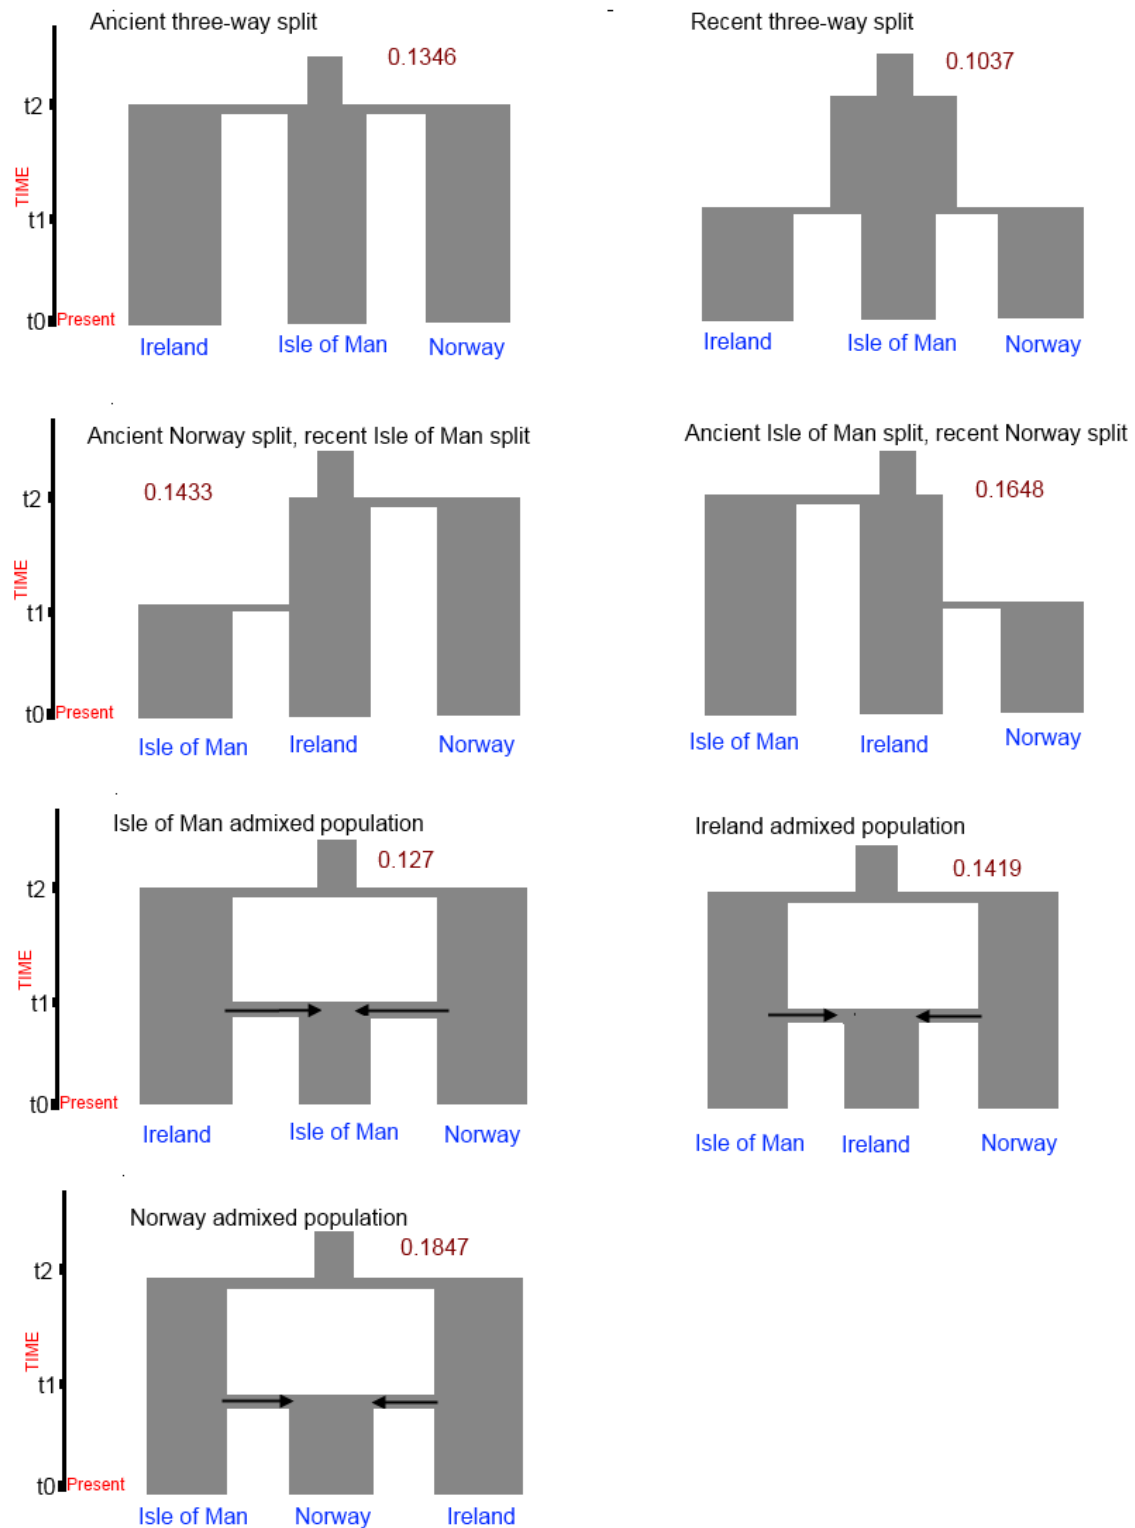 Ancient three-way split
0.1346
t2
TIME
t1
t0 Present
Ireland Isle of Man Norway
Recent three-way split
0.1037
Ireland Isle of Man Norway
Ancient Norway split, recent Isle of Man split
0.1433
t2
TIME
t1
t0 Present
Isle of Man Ireland Norway
Ancient Isle of Man split, recent Norway split
0.1648
Isle of Man Ireland Norway
Isle of Man admixed population
0.127
t2
TIME
t1
t0 Present
Ireland Isle of Man Norway
Ireland admixed population
0.1419
Isle of Man Ireland Norway
Norway admixed population
0.1847
t2
TIME
t1
t0 Present
Isle of Man Norway Ireland